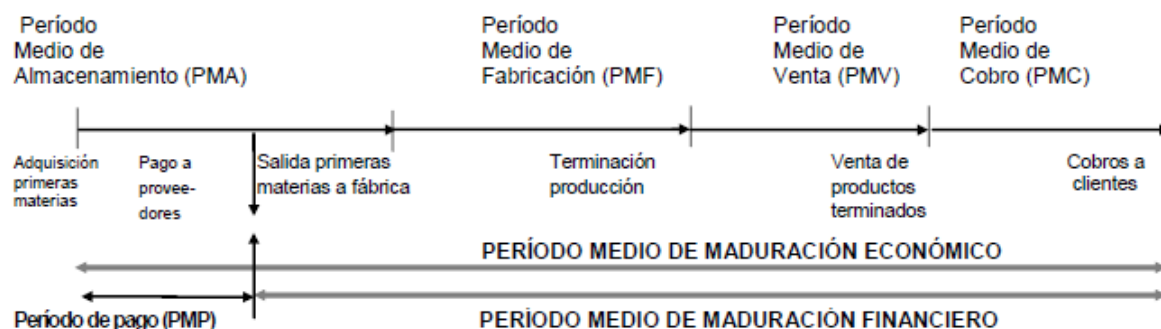 Período
Medio de
Almacenamiento (PMA)
Período
Medio de
Fabricación (PMF)
Período
Medio de
Venta (PMV)
Período
Medio de
Cobro (PMC)
Adquisición
primeras
materias
Pago a
provee-
dores
Salida primeras
materias a fábrica
Terminación
producción
Venta de
productos
terminados
Cobros a
clientes
PERÍODO MEDIO DE MADURACIÓN ECONÓMICO
Período de pago (PMP)
PERÍODO MEDIO DE MADURACIÓN FINANCIERO